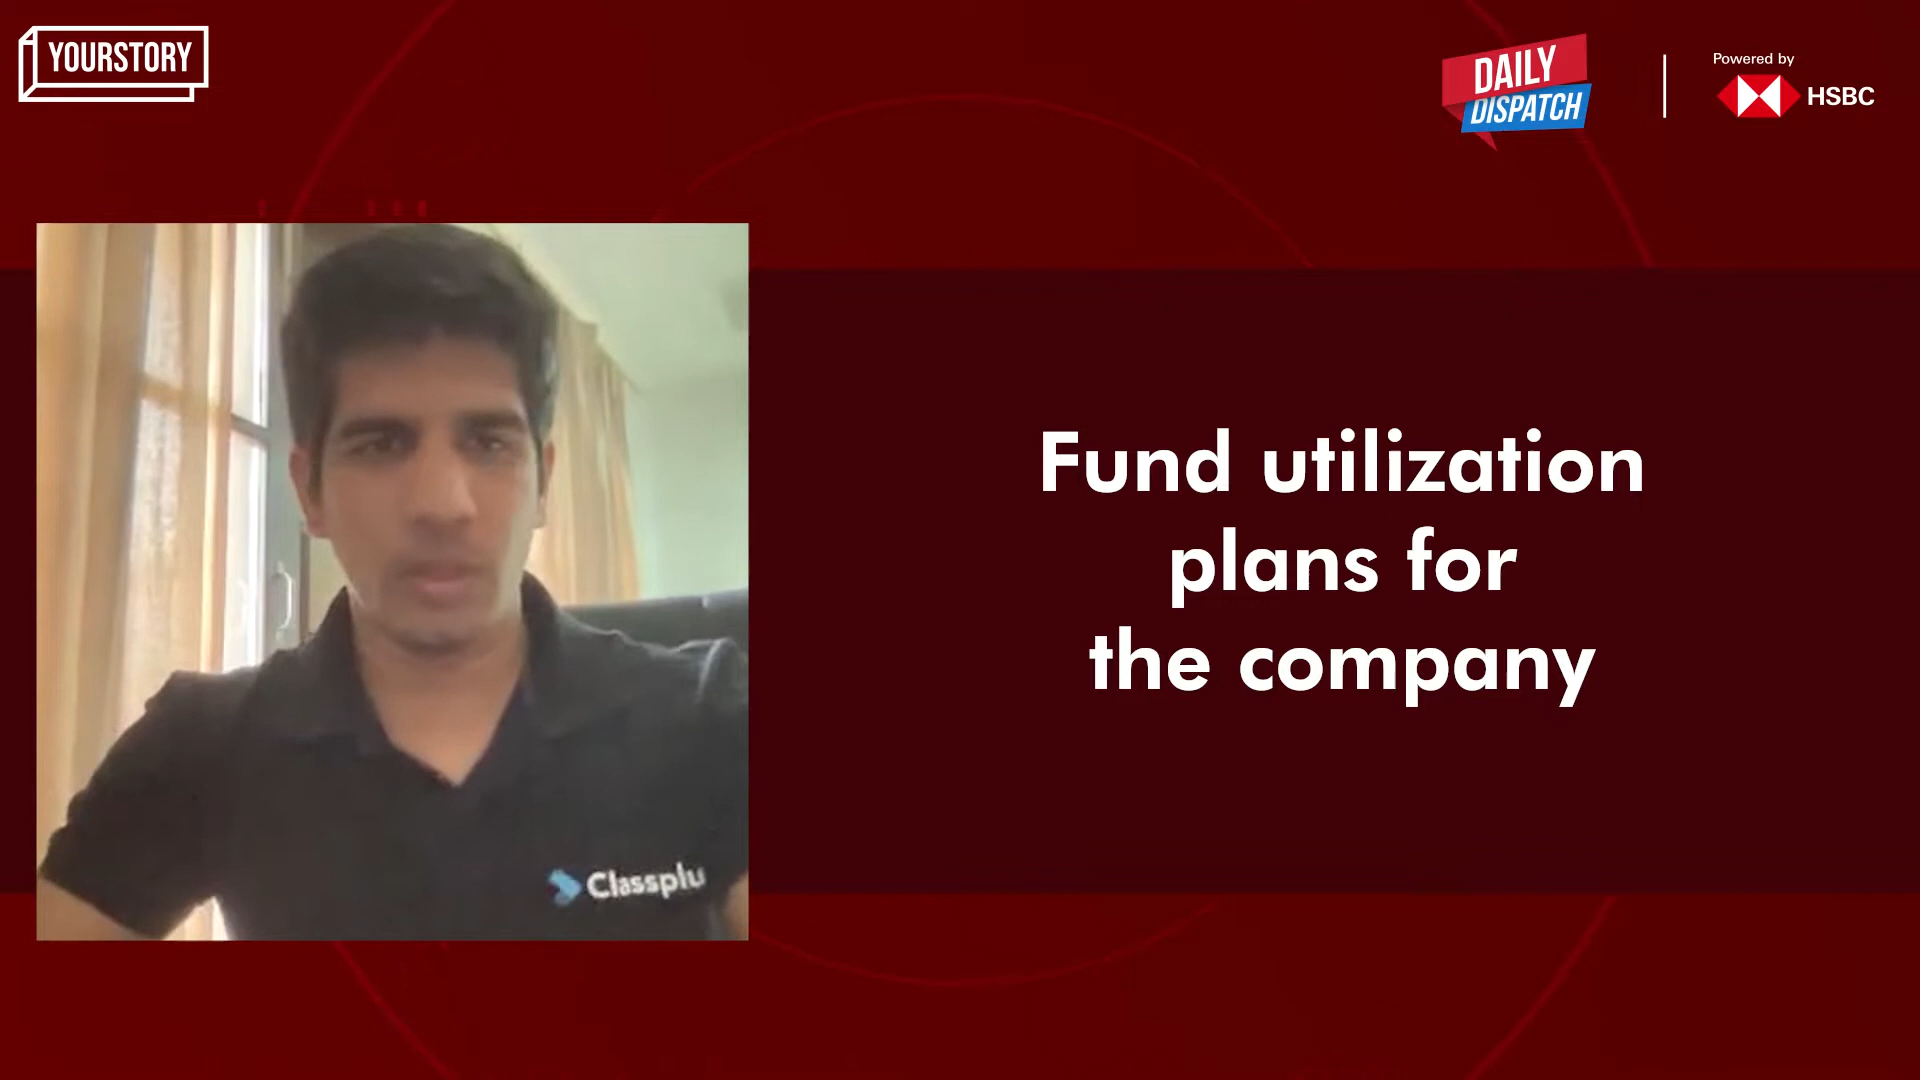 YOURSTORY
DAILY
DISPATCH
Powered by
HSBC
Fund utilization
plans for
the company
Classplu